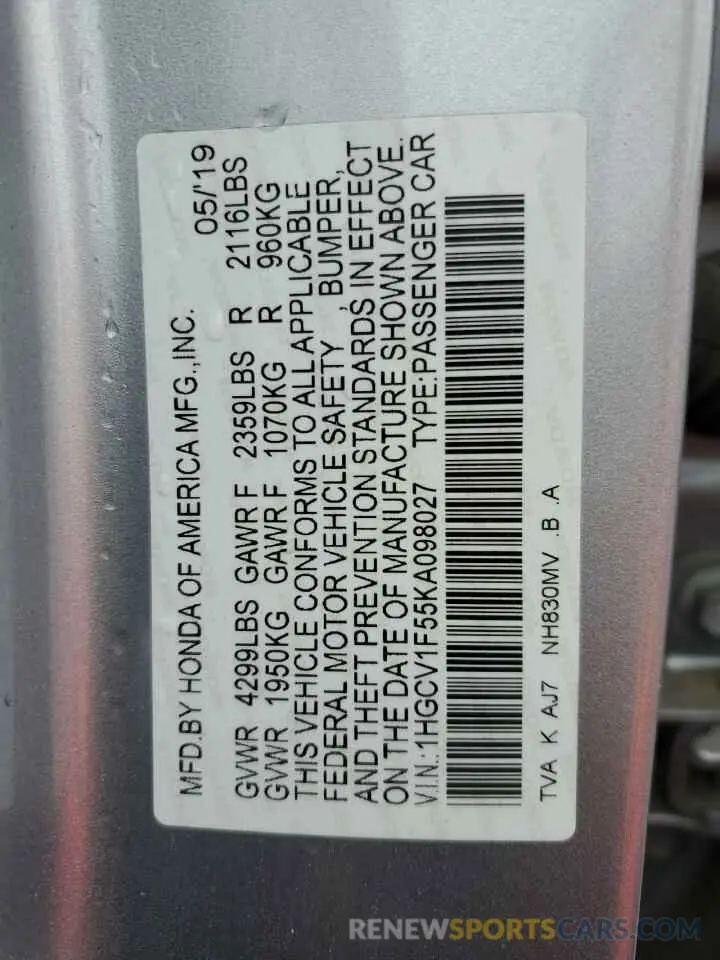 MFD.BY HONDA OF AMERICA MFG.,INC. 05/'19
GVWR 4299LBS GAWR F 2359LBS R 2116LBS
GVWR 1950KG GAWR F 1070KG R 960KG
THIS VEHICLE CONFORMS TO ALL APPLICABLE
FEDERAL MOTOR VEHICLE SAFETY , BUMPER,
AND THEFT PREVENTION STANDARDS IN EFFECT
ON THE DATE OF MANUFACTURE SHOWN ABOVE.
V.I.N.:1HGCV1F55KA098027 TYPE:PASSENGER CAR
TVA K AJ7 NH830MV .B .A
RENEWSPORTSCARS.COM